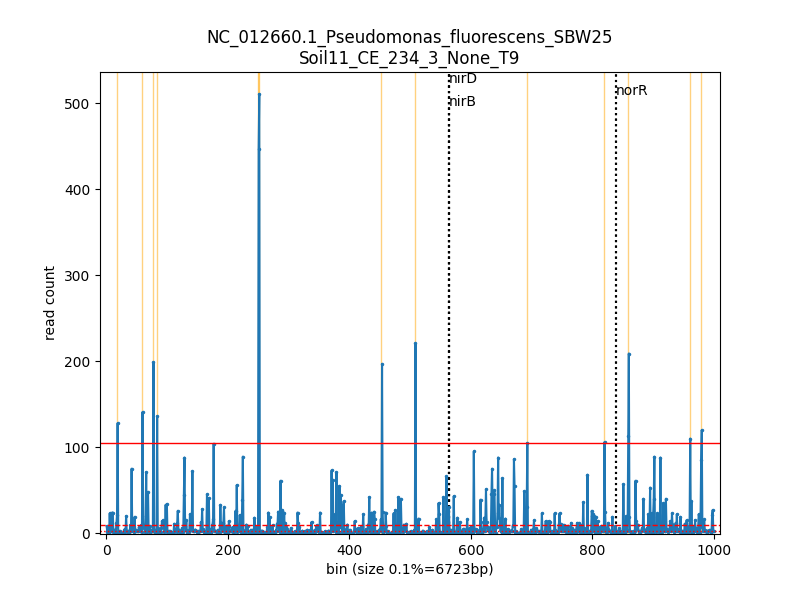 NC_012660.1_Pseudomonas_fluorescens_SBW25
Soil11_CE_234_3_None_T9
nirD
nirB
norR
500
400
300
200
100
0
read count
0
200
400
600
800
1000
bin (size 0.1%=6723bp)